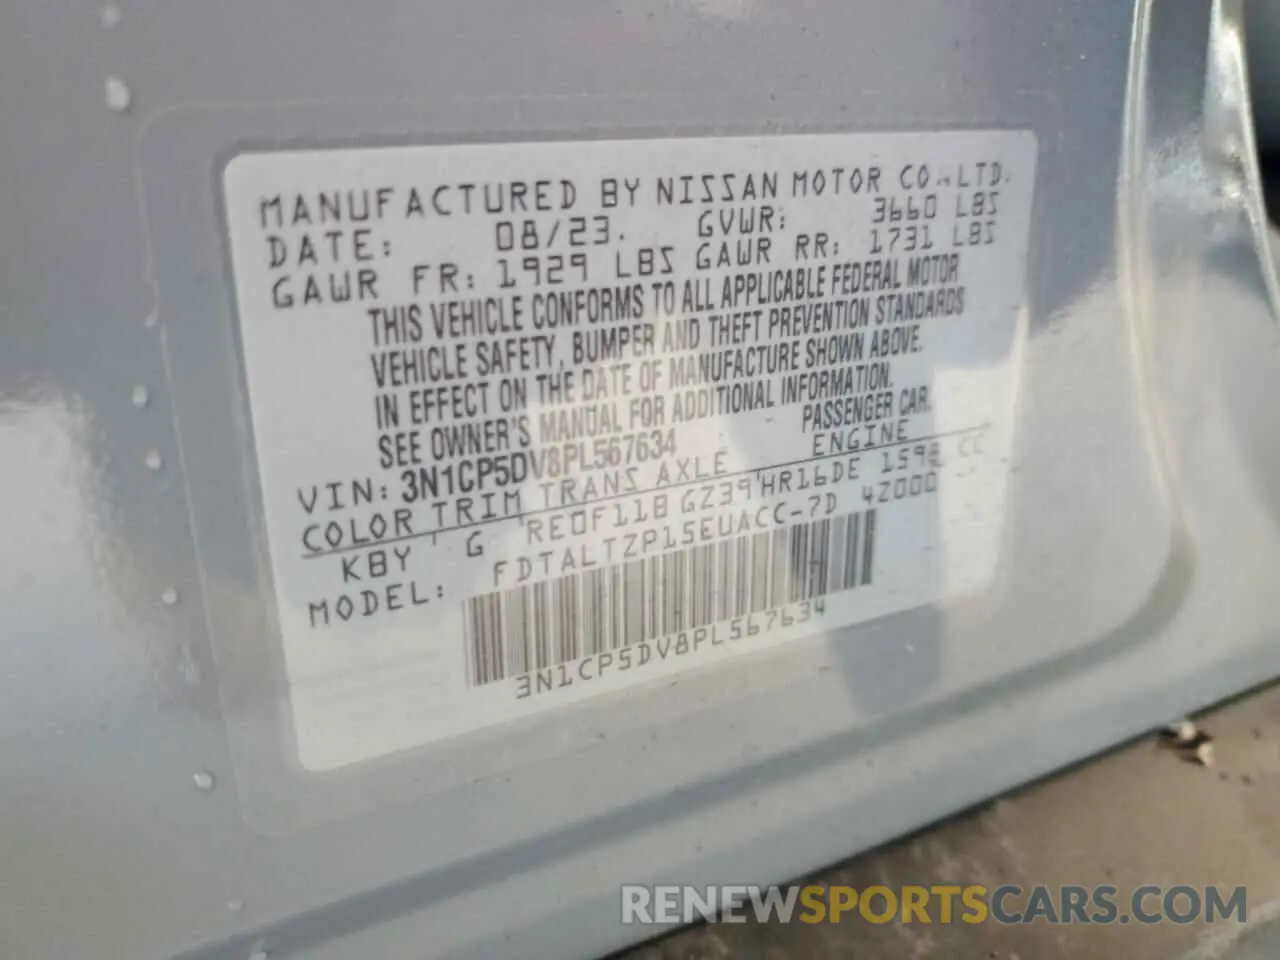 MANUFACTURED BY NISSAN MOTOR CO.,LTD.
DATE: 08/23. GVWR: 3660 LBS
GAWR FR: 1929 LBS GAWR RR: 1731 LBS
THIS VEHICLE CONFORMS TO ALL APPLICABLE FEDERAL MOTOR
VEHICLE SAFETY, BUMPER AND THEFT PREVENTION STANDARDS
IN EFFECT ON THE DATE OF MANUFACTURE SHOWN ABOVE.
SEE OWNER'S MANUAL FOR ADDITIONAL INFORMATION.
VIN: 3N1CP5DV8PL567634 PASSENGER CAR.
COLOR TRIM TRANS AXLE ENGINE
KBY G RE0F11B GZ39 HR16DE 1598 CC
MODEL: FDTALTZP15EUACC-7D 42000
3N1CP5DV8PL567634
RENEWSPORTSCARS.COM